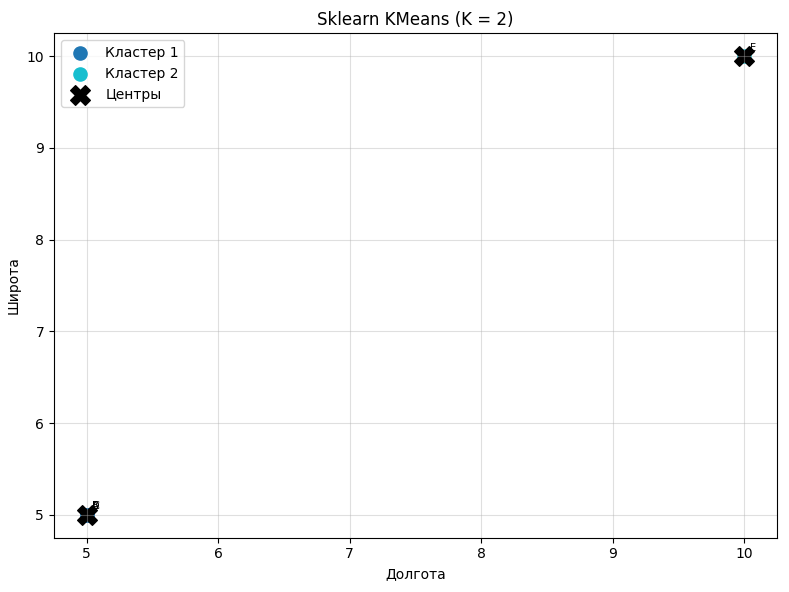 Sklearn KMeans (K = 2)
Кластер 1
Кластер 2
Центры
E
10
9
8
7
6
5
Широта
5
6
7
8
9
10
Долгота